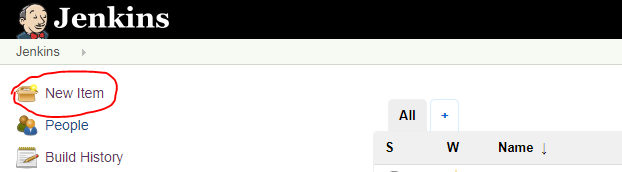 Jenkins
Jenkins
New Item
People
Build History
All +
S W Name ↓